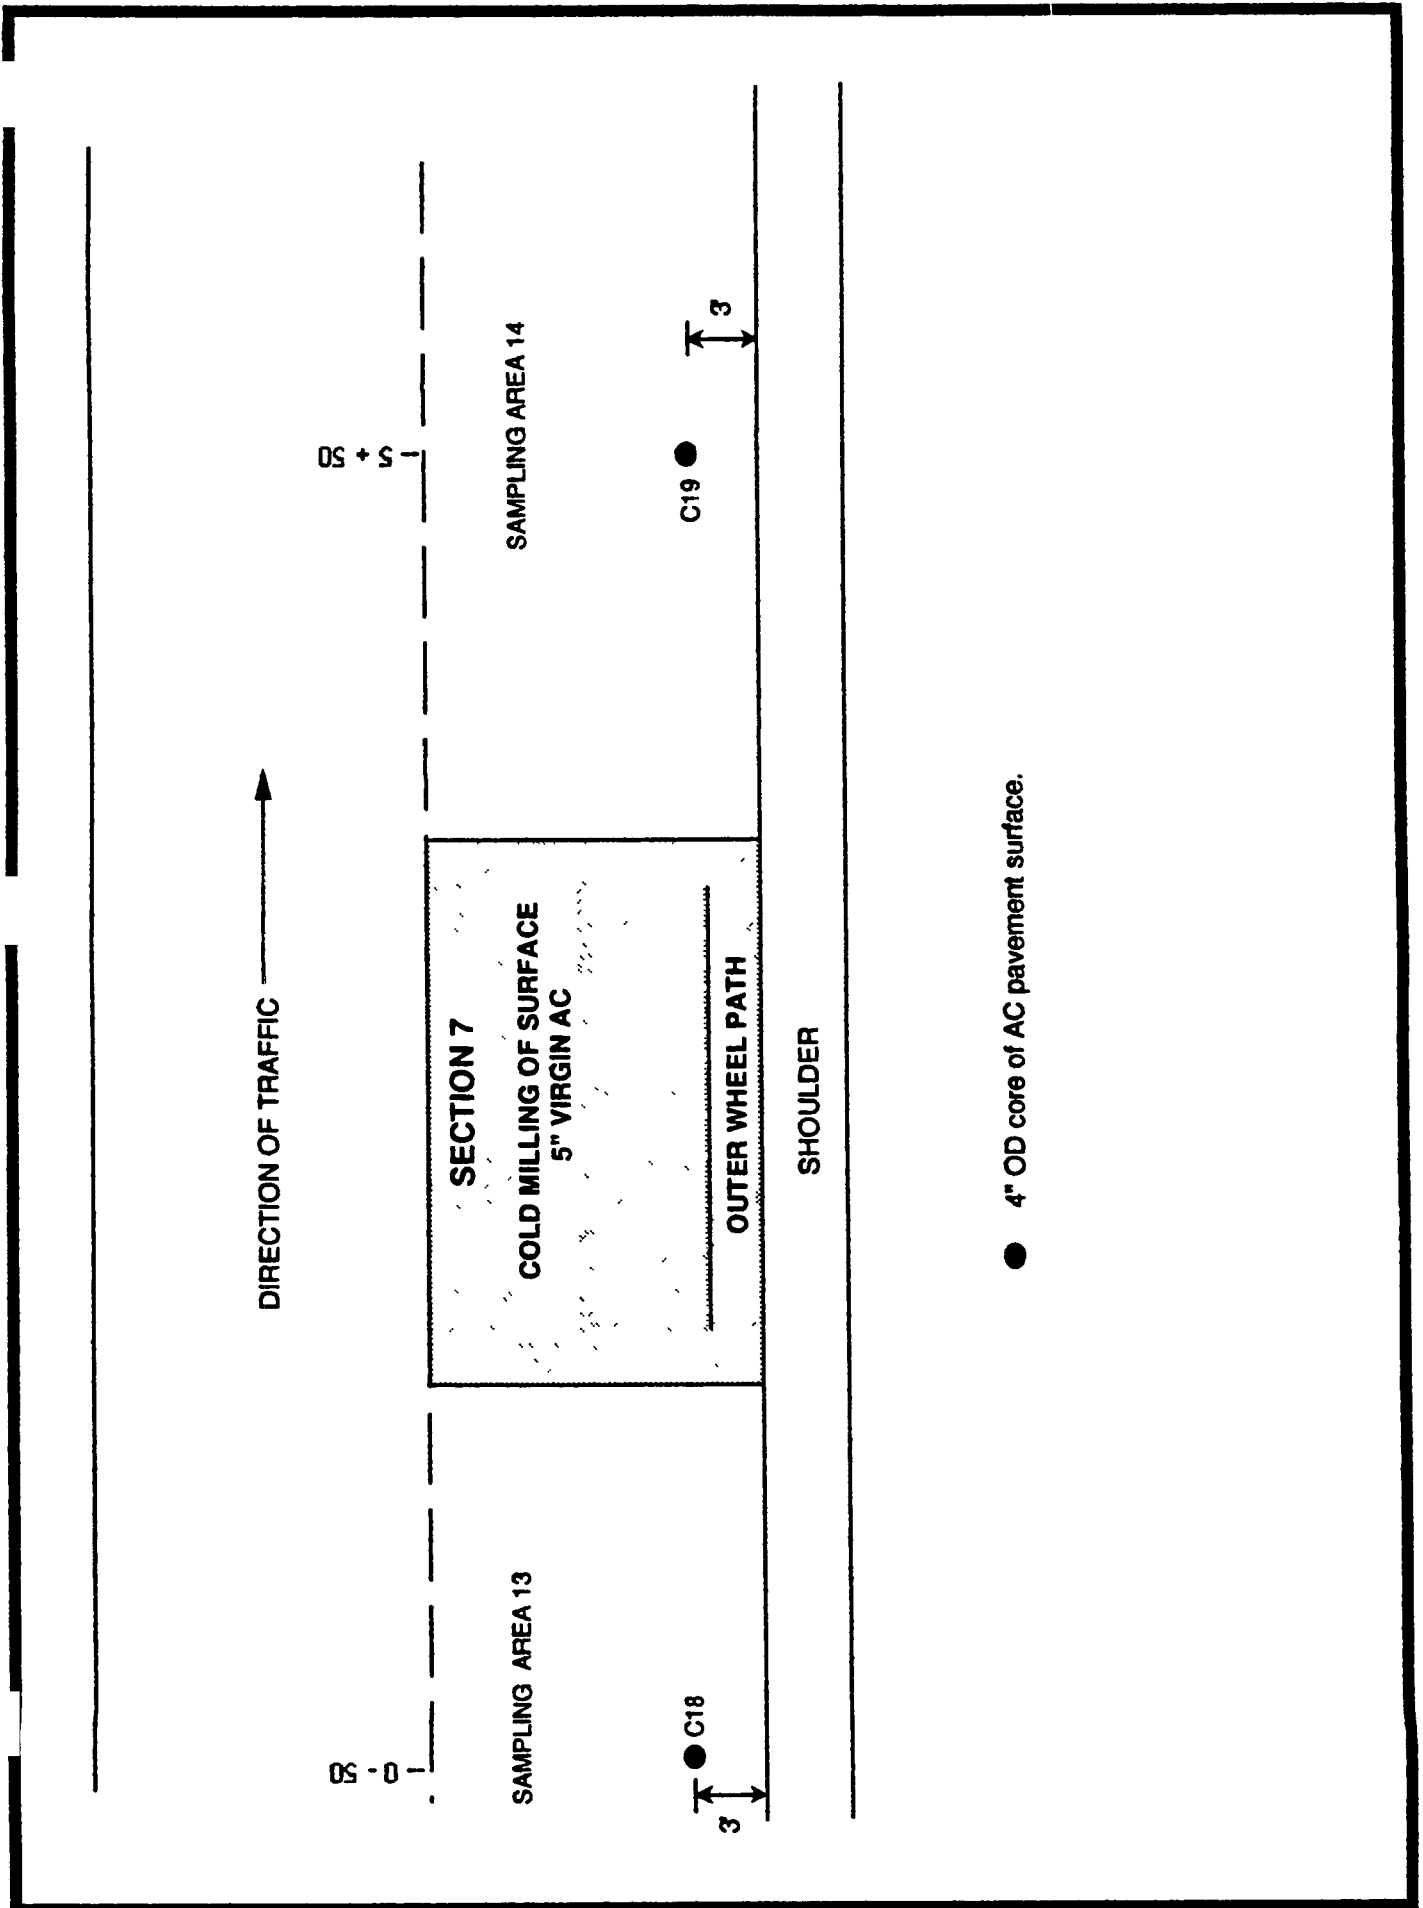 DIRECTION OF TRAFFIC
0 - 50
5 + 50
SAMPLING AREA 13
SECTION 7
COLD MILLING OF SURFACE
5" VIRGIN AC
SAMPLING AREA 14
3'
C18
OUTER WHEEL PATH
C19
3'
SHOULDER
4" OD core of AC pavement surface.